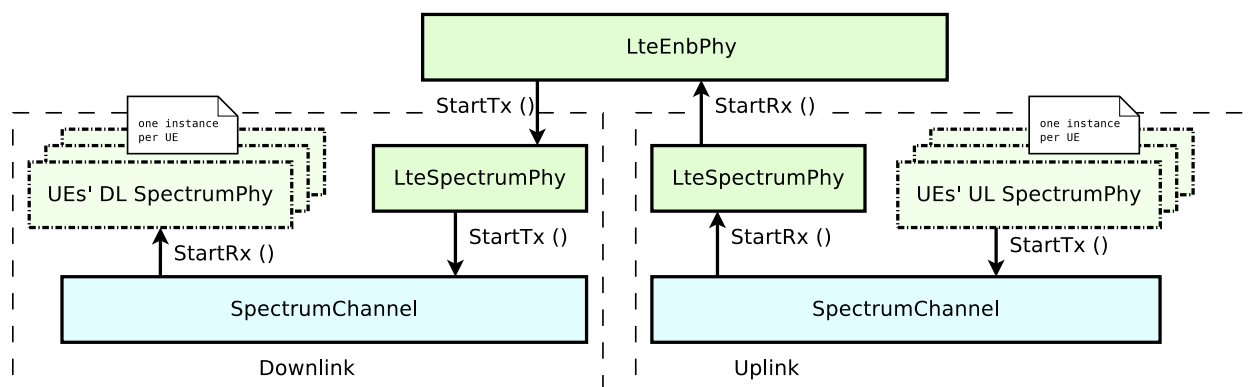 LteEnbPhy
StartTx ()
StartRx ()
one instance
per UE
one instance
per UE
UEs' DL SpectrumPhy
LteSpectrumPhy
LteSpectrumPhy
UEs' UL SpectrumPhy
StartRx ()
StartTx ()
StartRx ()
StartTx ()
SpectrumChannel
SpectrumChannel
Downlink
Uplink